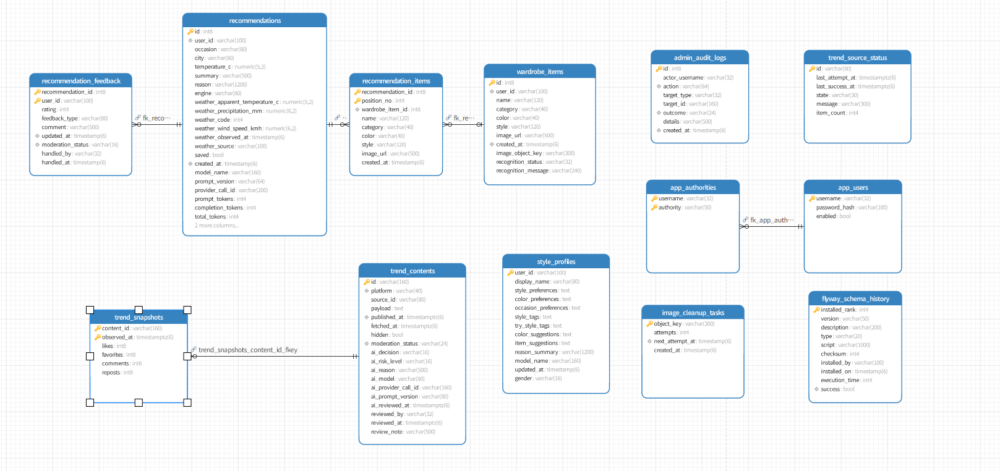 recommendations
id : int8
user_id : varchar(100)
occasion : varchar(80)
city : varchar(80)
temperature_c : numeric(5,2)
summary : varchar(500)
reason : varchar(1200)
engine : varchar(80)
weather_apparent_temperature_c : numeric(5,2)
weather_precipitation_mm : numeric(6,2)
weather_code : int4
weather_wind_speed_kmh : numeric(6,2)
weather_observed_at : timestamp(6)
weather_source : varchar(100)
saved : bool
created_at : timestamp(6)
model_name : varchar(160)
prompt_version : varchar(64)
provider_call_id : varchar(200)
prompt_tokens : int4
completion_tokens : int4
total_tokens : int4
2 more columns...
recommendation_feedback
recommendation_id : int8
user_id : varchar(100)
rating : int4
feedback_type : varchar(80)
comment : varchar(500)
updated_at : timestamp(6)
moderation_status : varchar(16)
handled_by : varchar(32)
handled_at : timestamp(6)
fk_reco···
··
recommendation_items
recommendation_id : int8
position_no : int4
wardrobe_item_id : int8
name : varchar(120)
category : varchar(40)
color : varchar(40)
style : varchar(120)
image_url : varchar(500)
created_at : timestamp(6)
fk_re···
wardrobe_items
id : int8
user_id : varchar(100)
name : varchar(120)
category : varchar(40)
color : varchar(40)
style : varchar(120)
image_url : varchar(500)
created_at : timestamp(6)
image_object_key : varchar(300)
recognition_status : varchar(32)
recognition_message : varchar(240)
admin_audit_logs
id : int8
actor_username : varchar(32)
action : varchar(64)
target_type : varchar(32)
target_id : varchar(160)
outcome : varchar(24)
details : varchar(500)
created_at : timestamp(6)
trend_source_status
id : varchar(80)
last_attempt_at : timestamptz(6)
last_success_at : timestamptz(6)
state : varchar(30)
message : varchar(300)
item_count : int4
app_authorities
username : varchar(32)
authority : varchar(50)
fk_app_auth···
app_users
username : varchar(32)
password_hash : varchar(100)
enabled : bool
trend_snapshots
content_id : varchar(160)
observed_at : timestamptz(6)
likes : int8
favorites : int8
comments : int8
reposts : int8
trend_snapshots_content_id_fkey
trend_contents
id : varchar(160)
platform : varchar(40)
source_id : varchar(80)
payload : text
published_at : timestamptz(6)
fetched_at : timestamptz(6)
hidden : bool
moderation_status : varchar(24)
ai_decision : varchar(16)
ai_risk_level : varchar(16)
ai_reason : varchar(500)
ai_model : varchar(80)
ai_provider_call_id : varchar(160)
ai_prompt_version : varchar(80)
ai_reviewed_at : timestamptz(6)
reviewed_by : varchar(32)
reviewed_at : timestamptz(6)
review_note : varchar(500)
style_profiles
user_id : varchar(100)
display_name : varchar(80)
style_preferences : text
color_preferences : text
occasion_preferences : text
style_tags : text
try_style_tags : text
color_suggestions : text
item_suggestions : text
reason_summary : varchar(1200)
model_name : varchar(160)
updated_at : timestamp(6)
gender : varchar(16)
image_cleanup_tasks
object_key : varchar(300)
attempts : int4
next_attempt_at : timestamp(6)
created_at : timestamp(6)
flyway_schema_history
installed_rank : int4
version : varchar(50)
description : varchar(200)
type : varchar(20)
script : varchar(1000)
checksum : int4
installed_by : varchar(100)
installed_on : timestamp(6)
execution_time : int4
success : bool